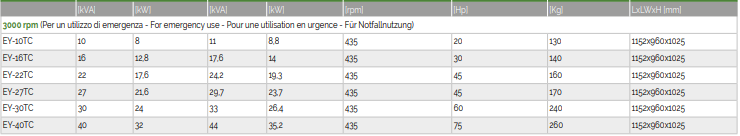 [kVA] [kW] [kVA] [kW] [rpm] [Hp] [Kg] LxLWxH [mm]
3000 rpm (Per un utilizzo di emergenza - For emergency use - Pour une utilisation en urgence - Für Notfallnutzung)
EY-10TC 10 8 11 8,8 435 20 130 1152x960x1025
EY-16TC 16 12,8 17,6 14 435 30 140 1152x960x1025
EY-22TC 22 17,6 24,2 19,3 435 45 160 1152x960x1025
EY-27TC 27 21,6 29,7 23,7 435 45 170 1152x960x1025
EY-30TC 30 24 33 26,4 435 60 240 1152x960x1025
EY-40TC 40 32 44 35,2 435 75 260 1152x960x1025